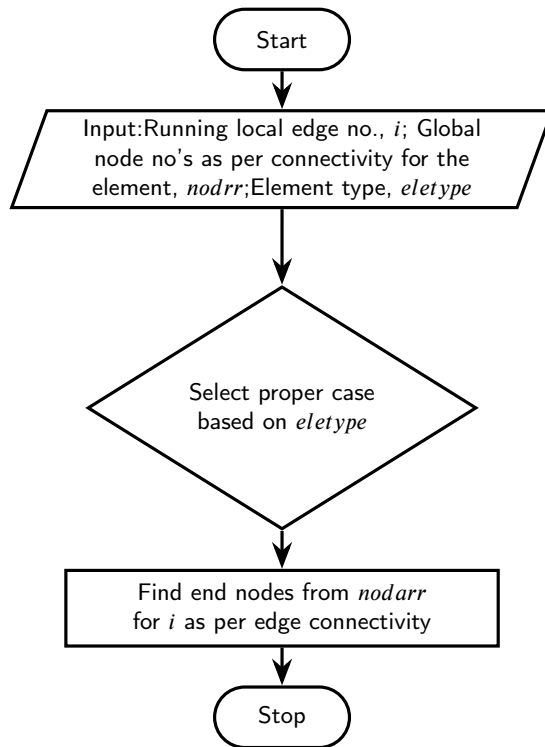 Start
Input:Running local edge no., i; Global
node no's as per connectivity for the
element, nodrr;Element type, eletype
Select proper case
based on eletype
Find end nodes from nodarr
for i as per edge connectivity
Stop